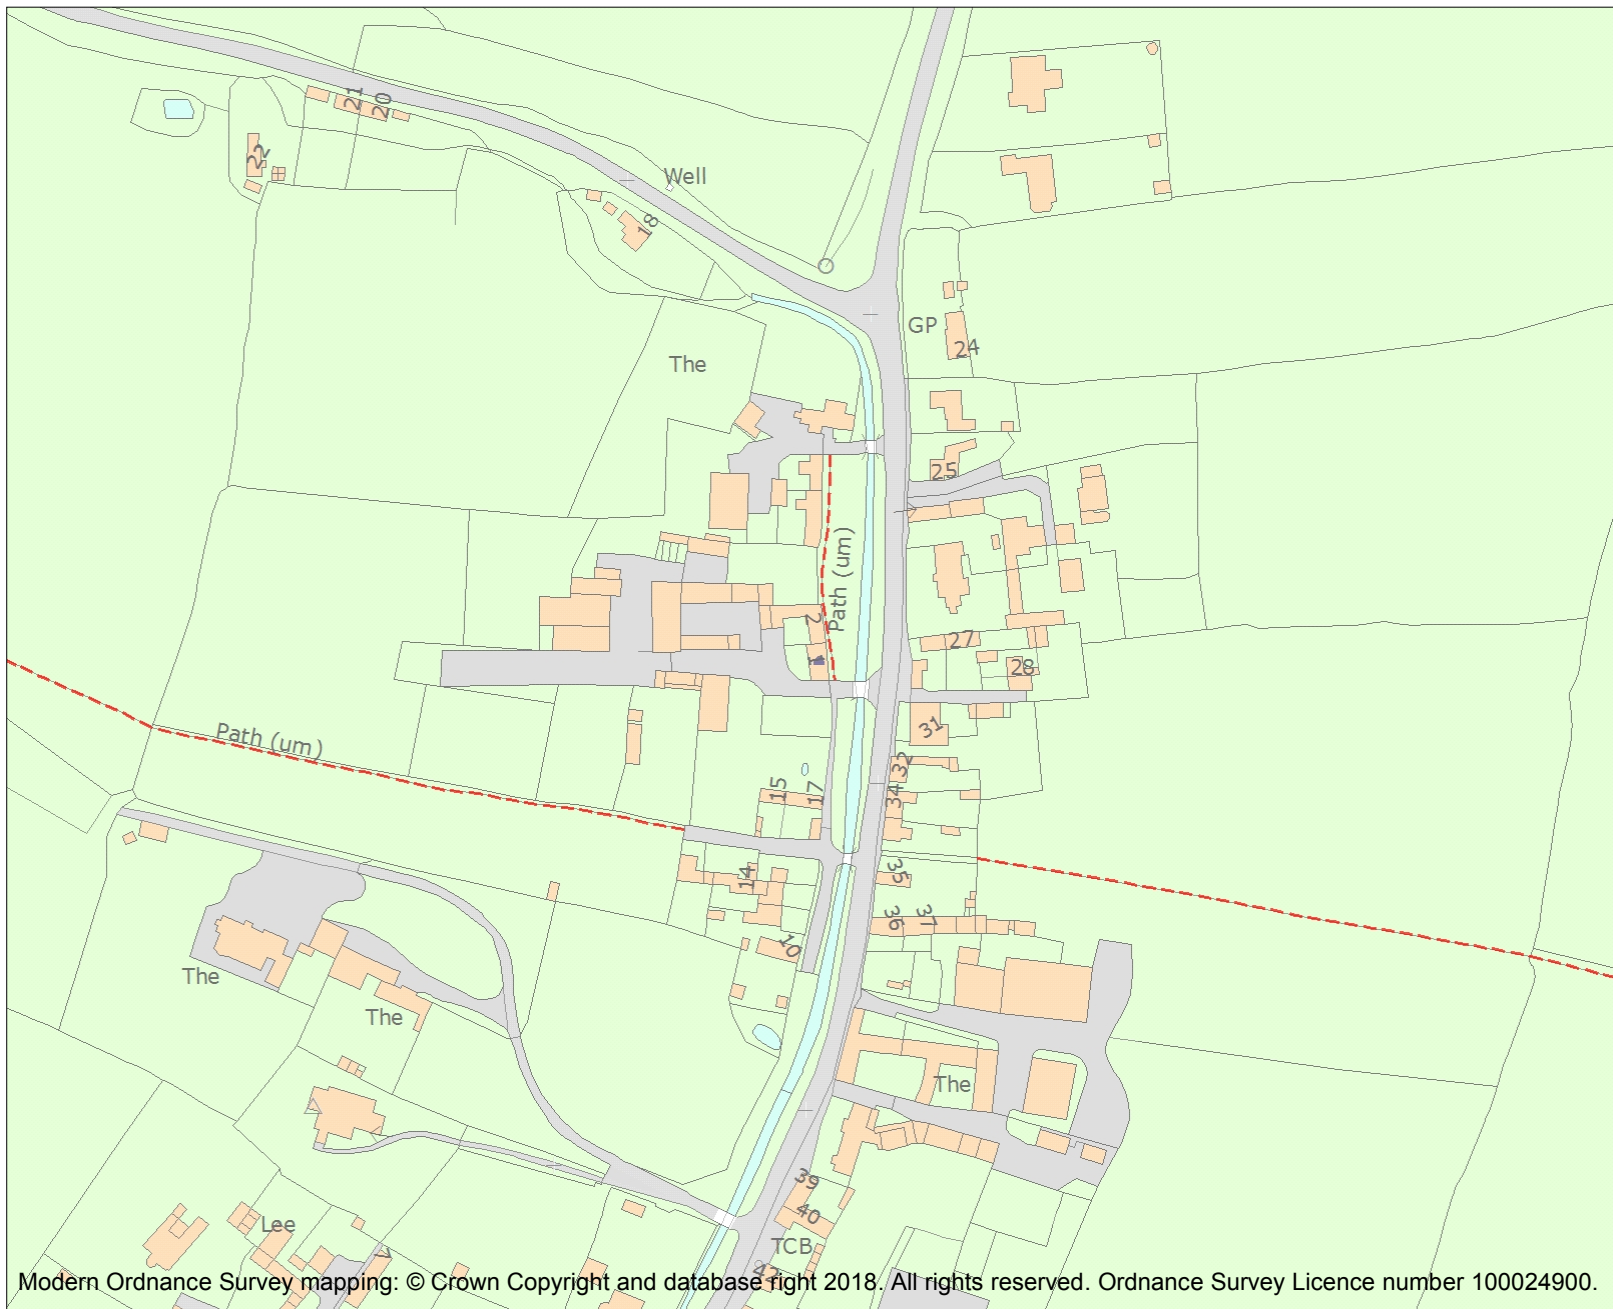 21
20
22
Well
18
GP
24
The
25
Path (um)
2
1
27
28
31
Path (um)
32
15
17
34
14
35
36
37
10
The
The
The
39
40
Lee
TCB
7
42
Modern Ordnance Survey mapping: © Crown Copyright and database right 2018. All rights reserved. Ordnance Survey Licence number 100024900.